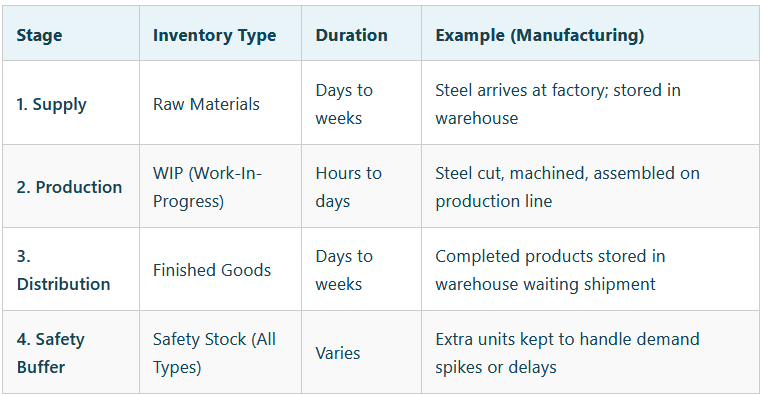 Stage Inventory Type Duration Example (Manufacturing)
1. Supply Raw Materials Days to weeks Steel arrives at factory; stored in warehouse
2. Production WIP (Work-In-Progress) Hours to days Steel cut, machined, assembled on production line
3. Distribution Finished Goods Days to weeks Completed products stored in warehouse waiting shipment
4. Safety Buffer Safety Stock (All Types) Varies Extra units kept to handle demand spikes or delays